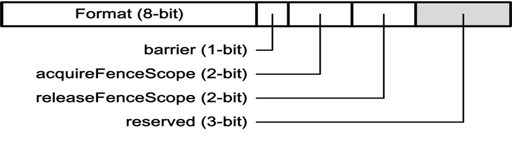 Format (8-bit)
barrier (1-bit)
acquireFenceScope (2-bit)
releaseFenceScope (2-bit)
reserved (3-bit)